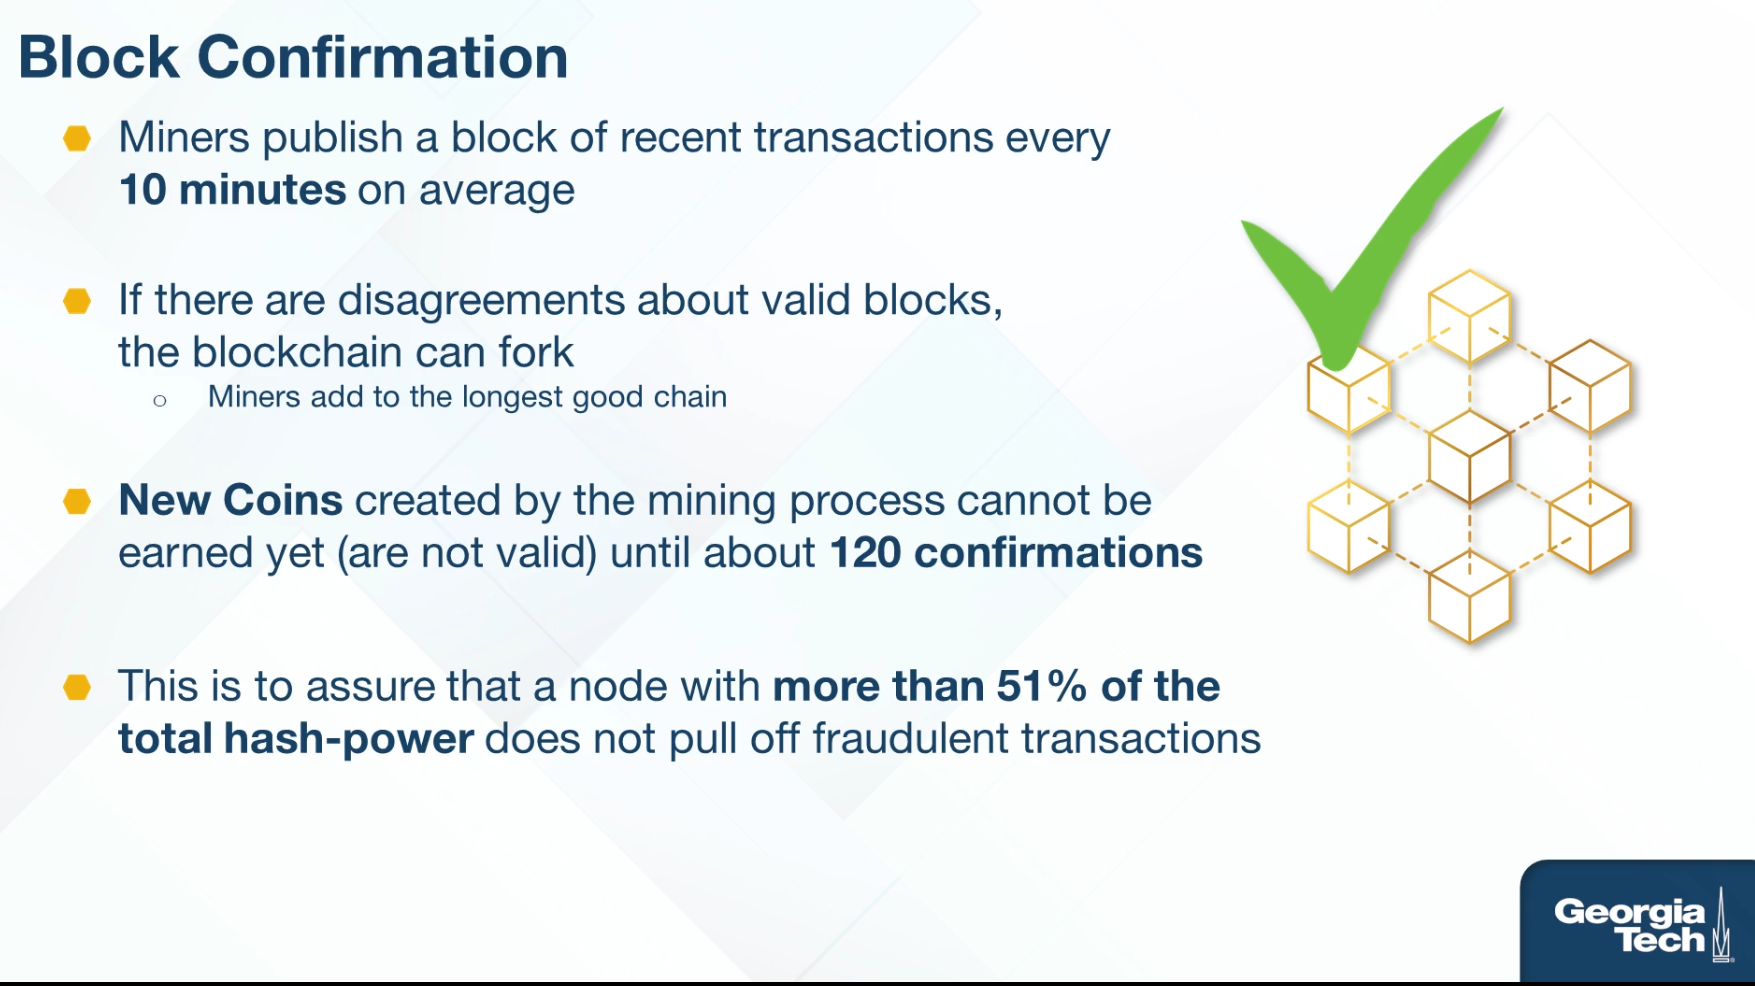 Block Confirmation
Miners publish a block of recent transactions every
10 minutes on average
If there are disagreements about valid blocks,
the blockchain can fork
Miners add to the longest good chain
New Coins created by the mining process cannot be
earned yet (are not valid) until about 120 confirmations
This is to assure that a node with more than 51% of the
total hash-power does not pull off fraudulent transactions
Georgia
Tech